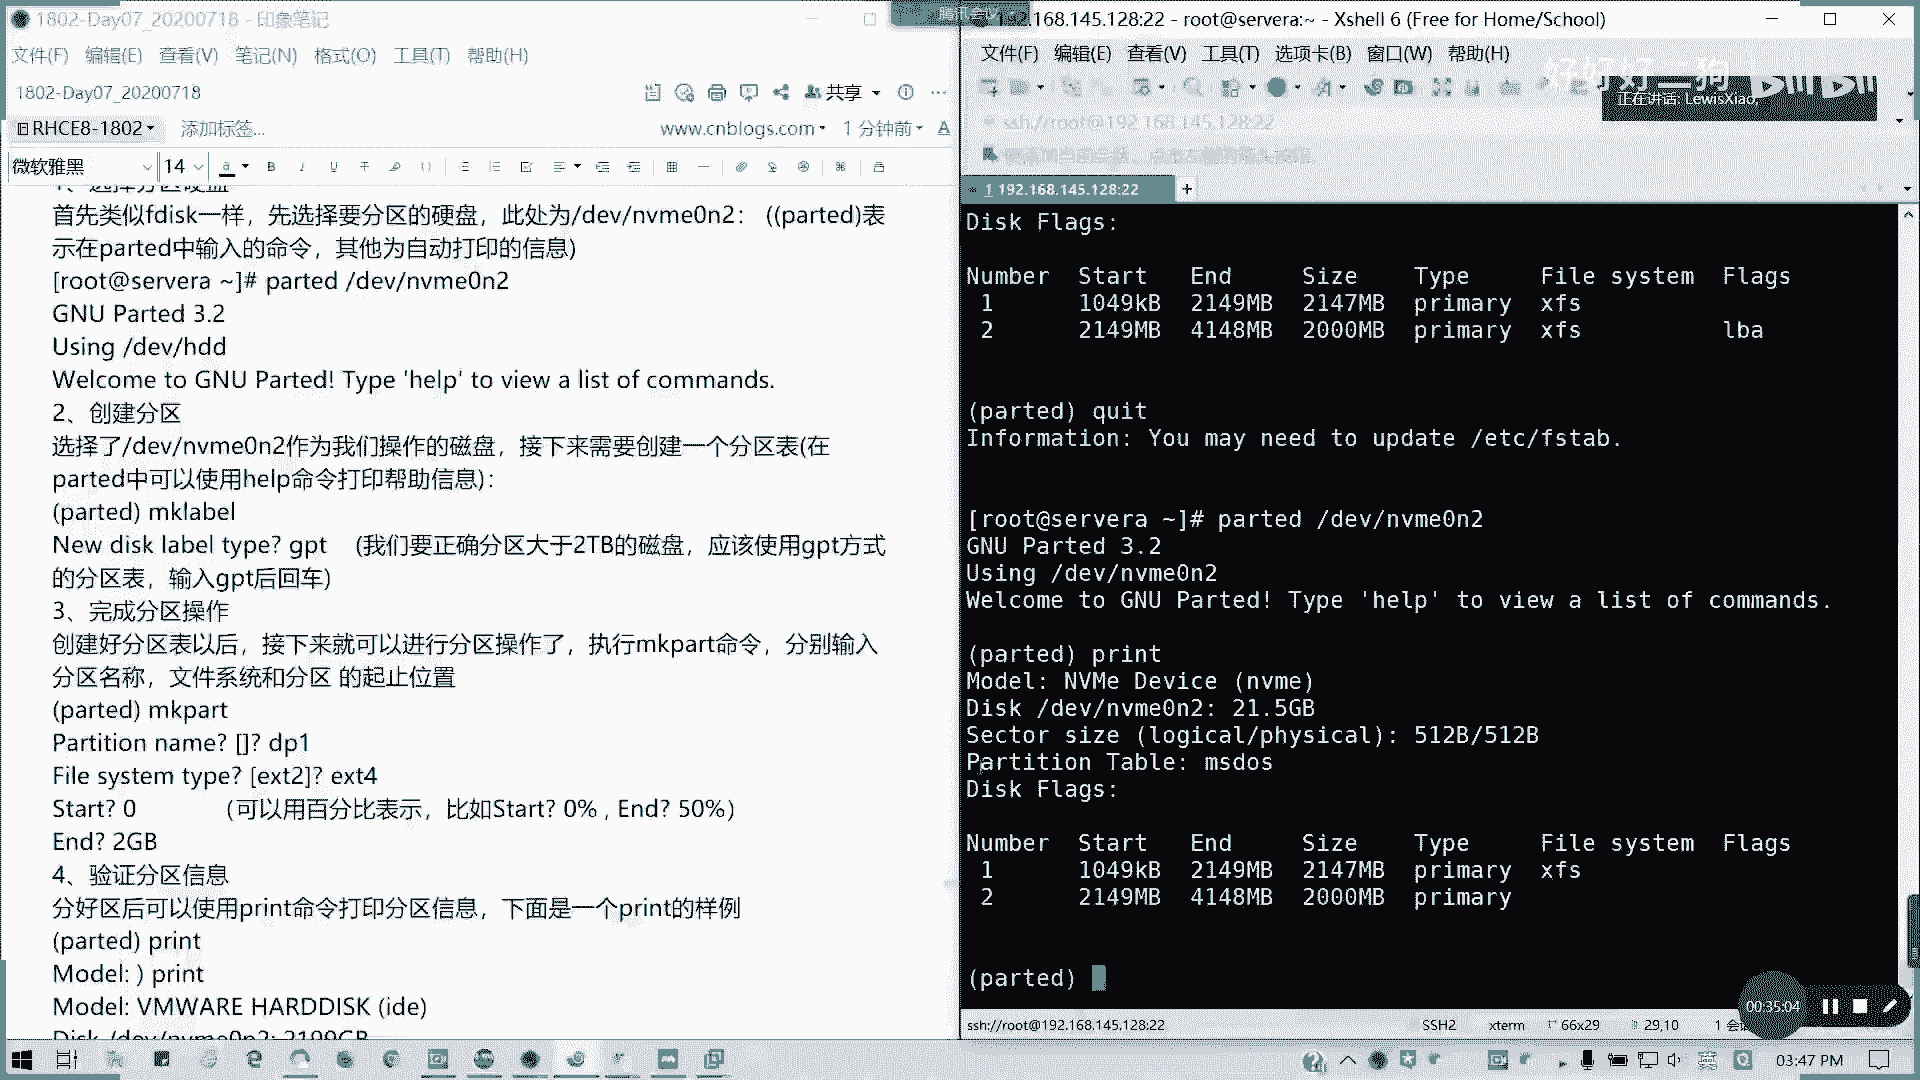 1802-Day07_20200718 - 印象笔记
文件(F) 编辑(E) 查看(V) 笔记(N) 格式(O) 工具(T) 帮助(H)
1802-Day07_20200718
共享
RHCE8-1802
添加标签...
www.cnblogs.com
1 分钟前
微软雅黑 14
1、选择分区硬盘
首先类似fdisk一样，先选择要分区的硬盘，此处为/dev/nvme0n2： ((parted)表
示在parted中输入的命令，其他为自动打印的信息)
[root@servera ~]# parted /dev/nvme0n2
GNU Parted 3.2
Using /dev/hdd
Welcome to GNU Parted! Type 'help' to view a list of commands.
2、创建分区
选择了/dev/nvme0n2作为我们操作的磁盘，接下来需要创建一个分区表(在
parted中可以使用help命令打印帮助信息)：
(parted) mklabel
New disk label type? gpt (我们要正确分区大于2TB的磁盘，应该使用gpt方式
的分区表，输入gpt后回车)
3、完成分区操作
创建好分区表以后，接下来就可以进行分区操作了，执行mkpart命令，分别输入
分区名称，文件系统和分区 的起止位置
(parted) mkpart
Partition name? []? dp1
File system type? [ext2]? ext4
Start? 0 （可以用百分比表示，比如Start? 0% , End? 50%）
End? 2GB
4、验证分区信息
分好区后可以使用print命令打印分区信息，下面是一个print的样例
(parted) print
Model: ) print
Model: VMWARE HARDDISK (ide)
Disk /dev/nvme0n2: 2199GB
腾讯会议
192.168.145.128:22 - root@servera:~ - Xshell 6 (Free for Home/School)
文件(F) 编辑(E) 查看(V) 工具(T) 选项卡(B) 窗口(W) 帮助(H)
正在讲话: LewisXiao;
ssh://root@192.168.145.128:22
1 192.168.145.128:22
Disk Flags:
Number Start End Size Type File system Flags
1 1049kB 2149MB 2147MB primary xfs
2 2149MB 4148MB 2000MB primary xfs lba
(parted) quit
Information: You may need to update /etc/fstab.
[root@servera ~]# parted /dev/nvme0n2
GNU Parted 3.2
Using /dev/nvme0n2
Welcome to GNU Parted! Type 'help' to view a list of commands.
(parted) print
Model: NVMe Device (nvme)
Disk /dev/nvme0n2: 21.5GB
Sector size (logical/physical): 512B/512B
Partition Table: msdos
Disk Flags:
Number Start End Size Type File system Flags
1 1049kB 2149MB 2147MB primary xfs
2 2149MB 4148MB 2000MB primary
(parted)
00:35:04
ssh://root@192.168.145.128:22 SSH2 xterm 66x29 29,10
英
03:47 PM